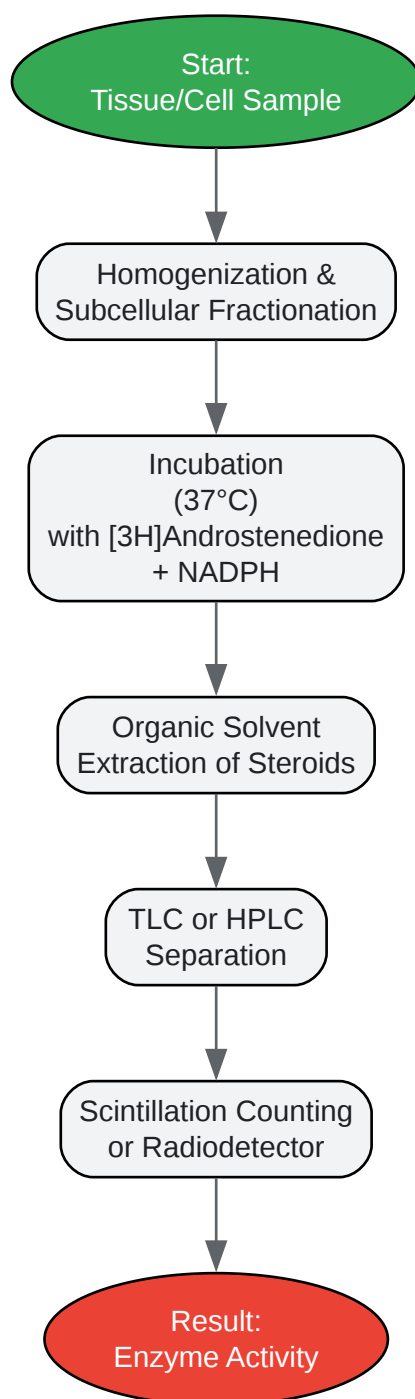 Start:
Tissue/Cell Sample
Homogenization &
Subcellular Fractionation
Incubation
(37°C)
with [3H]Androstenedione
+ NADPH
Organic Solvent
Extraction of Steroids
TLC or HPLC
Separation
Scintillation Counting
or Radiodetector
Result:
Enzyme Activity